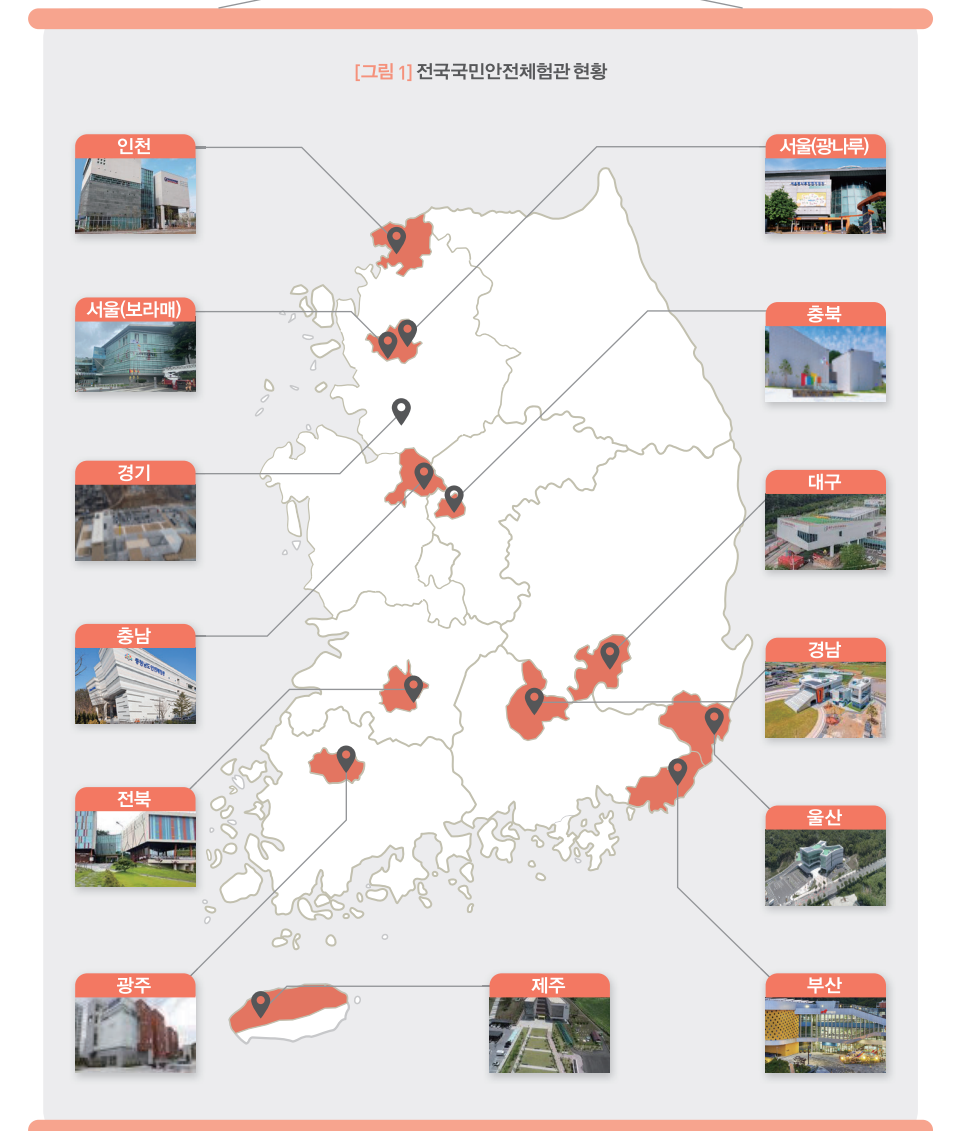 [그림 1] 전국국민안전체험관 현황
인천
서울(광나루)
서울(보라매)
충북
경기
대구
충남
경남
전북
울산
광주
제주
부산